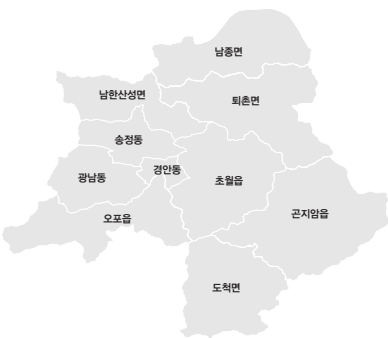 남종면
남한산성면
퇴촌면
송정동
경안동
광남동
초월읍
곤지암읍
오포읍
도척면